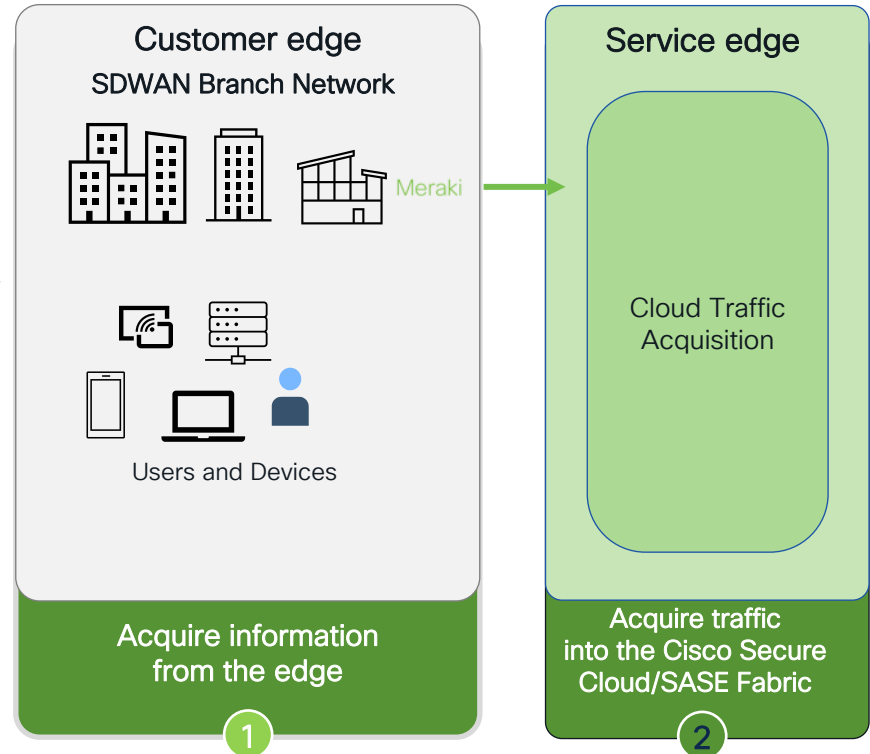 Customer edge
SDWAN Branch Network
Meraki
Users and Devices
Acquire information
from the edge
1
Service edge
Cloud Traffic
Acquisition
Acquire traffic
into the Cisco Secure
Cloud/SASE Fabric
2